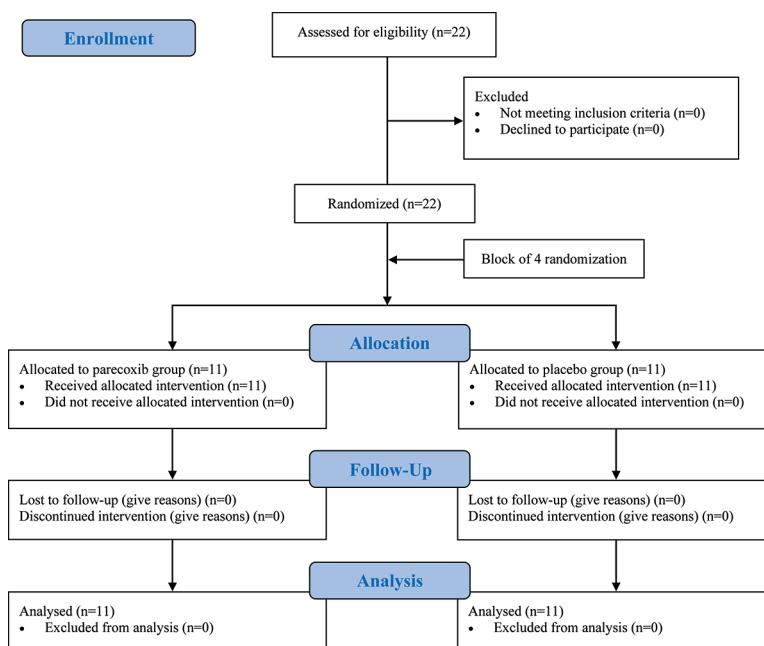 Enrollment
Assessed for eligibility (n=22)
Excluded
• Not meeting inclusion criteria (n=0)
• Declined to participate (n=0)
Randomized (n=22)
Block of 4 randomization
Allocation
Allocated to parecoxib group (n=11)
• Received allocated intervention (n=11)
• Did not receive allocated intervention (n=0)
Allocated to placebo group (n=11)
• Received allocated intervention (n=11)
• Did not receive allocated intervention (n=0)
Follow-Up
Lost to follow-up (give reasons) (n=0)
Discontinued intervention (give reasons) (n=0)
Lost to follow-up (give reasons) (n=0)
Discontinued intervention (give reasons) (n=0)
Analysis
Analysed (n=11)
• Excluded from analysis (n=0)
Analysed (n=11)
• Excluded from analysis (n=0)